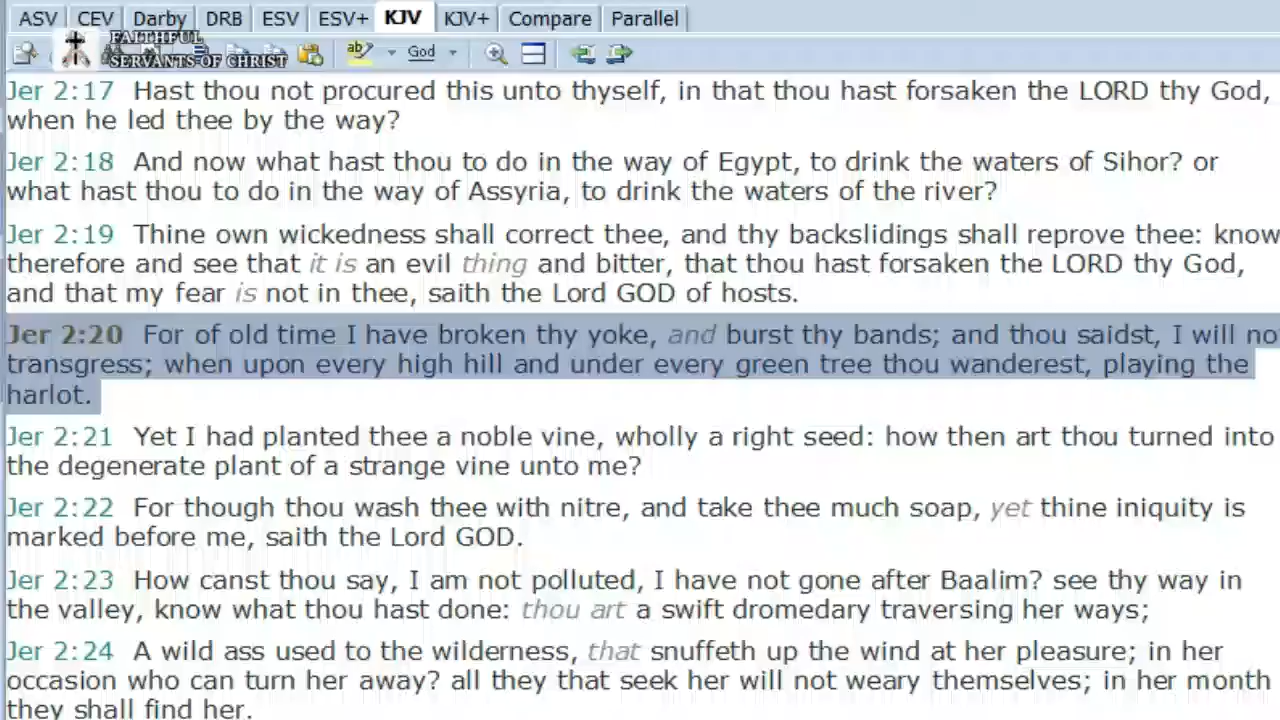 ASV CEV Darby DRB ESV ESV+ KJV KJV+ Compare Parallel
FAITHFUL
SERVANTS OF CHRIST
ab God
Jer 2:17 Hast thou not procured this unto thyself, in that thou hast forsaken the LORD thy God,
when he led thee by the way?
Jer 2:18 And now what hast thou to do in the way of Egypt, to drink the waters of Sihor? or
what hast thou to do in the way of Assyria, to drink the waters of the river?
Jer 2:19 Thine own wickedness shall correct thee, and thy backslidings shall reprove thee: know
therefore and see that it is an evil thing and bitter, that thou hast forsaken the LORD thy God,
and that my fear is not in thee, saith the Lord GOD of hosts.
Jer 2:20 For of old time I have broken thy yoke, and burst thy bands; and thou saidst, I will no
transgress; when upon every high hill and under every green tree thou wanderest, playing the
harlot.
Jer 2:21 Yet I had planted thee a noble vine, wholly a right seed: how then art thou turned into
the degenerate plant of a strange vine unto me?
Jer 2:22 For though thou wash thee with nitre, and take thee much soap, yet thine iniquity is
marked before me, saith the Lord GOD.
Jer 2:23 How canst thou say, I am not polluted, I have not gone after Baalim? see thy way in
the valley, know what thou hast done: thou art a swift dromedary traversing her ways;
Jer 2:24 A wild ass used to the wilderness, that snuffeth up the wind at her pleasure; in her
occasion who can turn her away? all they that seek her will not weary themselves; in her month
they shall find her.